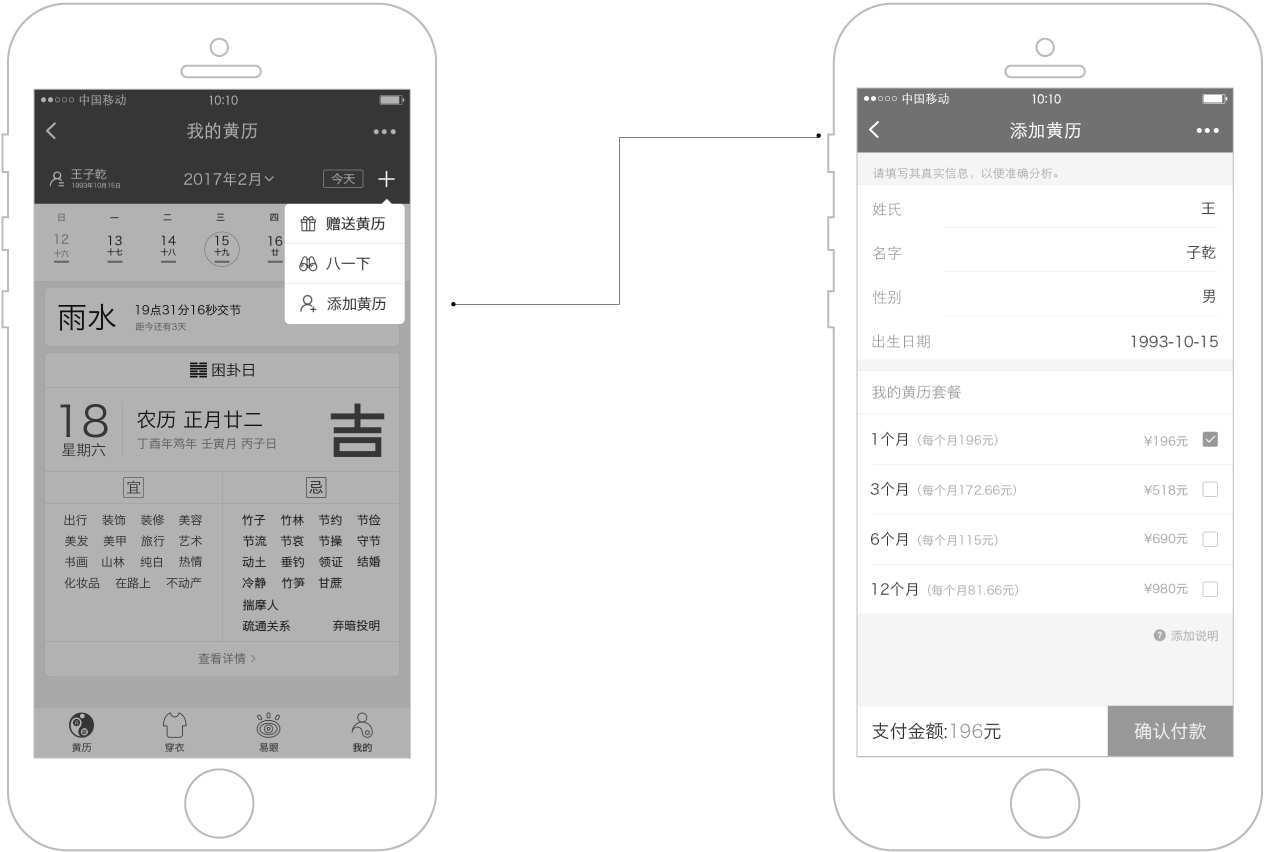 中国移动 10:10
我的黄历
王子乾
1993年10月15日
2017年2月
今天
日 一 二 三 四
12 13 14 15 16
十六 十七 十八 十九 廿
赠送黄历
八一下
添加黄历
雨水
19点31分16秒交节
距今还有3天
困卦日
18
星期六
农历 正月廿二
丁酉年鸡年 壬寅月 丙子日
吉
宜
出行 装饰 装修 美容
美发 美甲 旅行 艺术
书画 山林 纯白 热情
化妆品 在路上 不动产
忌
竹子 竹林 节约 节俭
节流 节哀 节操 守节
动土 垂钓 领证 结婚
冷静 竹笋 甘蔗
揣摩人
疏通关系 弃暗投明
查看详情
黄历 穿衣 易眼 我的
中国移动 10:10
添加黄历
请填写其真实信息，以便准确分析。
姓氏 王
名字 子乾
性别 男
出生日期 1993-10-15
我的黄历套餐
1个月（每个月196元） ¥196元
3个月（每个月172.66元） ¥518元
6个月（每个月115元） ¥690元
12个月（每个月81.66元） ¥980元
? 添加说明
支付金额:196元 确认付款